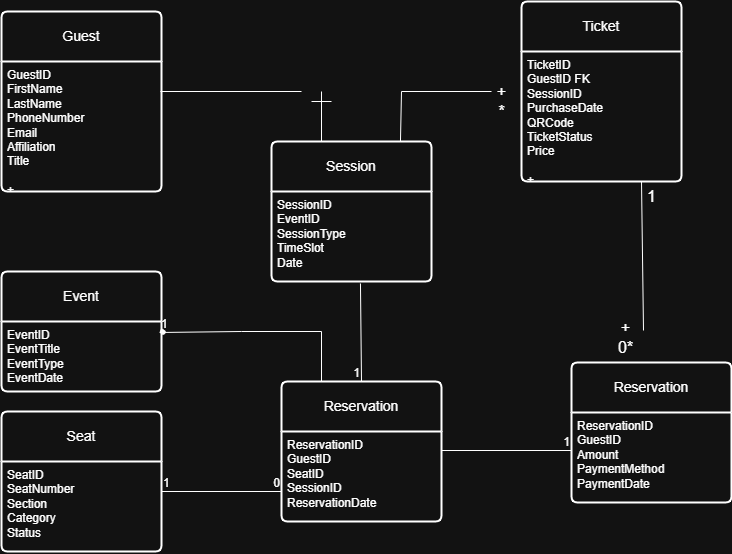 Guest
GuestID
FirstName
LastName
PhoneNumber
Email
Affiliation
Title
+
Ticket
TicketID
GuestID FK
SessionID
PurchaseDate
QRCode
TicketStatus
Price
+
+
*
Session
SessionID
EventID
SessionType
TimeSlot
Date
1
+
0*
Event
EventID
EventTitle
EventType
EventDate
1
1
Reservation
ReservationID
GuestID
SeatID
SessionID
ReservationDate
Reservation
ReservationID
GuestID
Amount
PaymentMethod
PaymentDate
1
Seat
SeatID
SeatNumber
Section
Category
Status
1
0